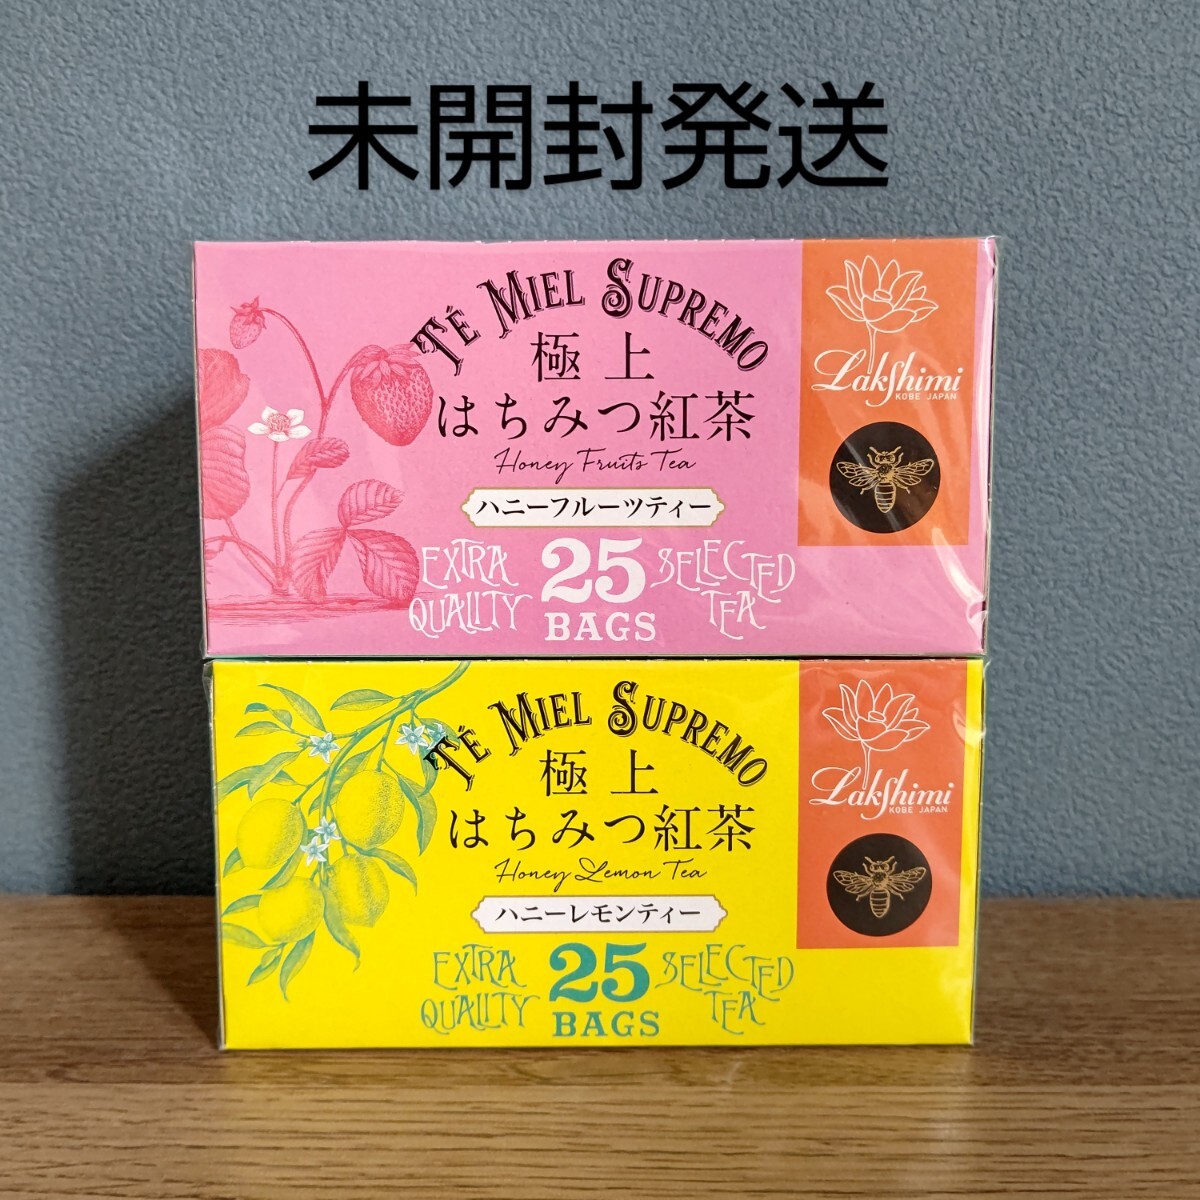 未開封発送
TÉ MIEL SUPREMO
極上
はちみつ紅茶
Honey Fruits Tea
ハニーフルーツティー
EXTRA QUALITY
25
BAGS
SELECTED TEA
Lakshimi
KOBE JAPAN
TÉ MIEL SUPREMO
極上
はちみつ紅茶
Honey Lemon Tea
ハニーレモンティー
EXTRA QUALITY
25
BAGS
SELECTED TEA
Lakshimi
KOBE JAPAN